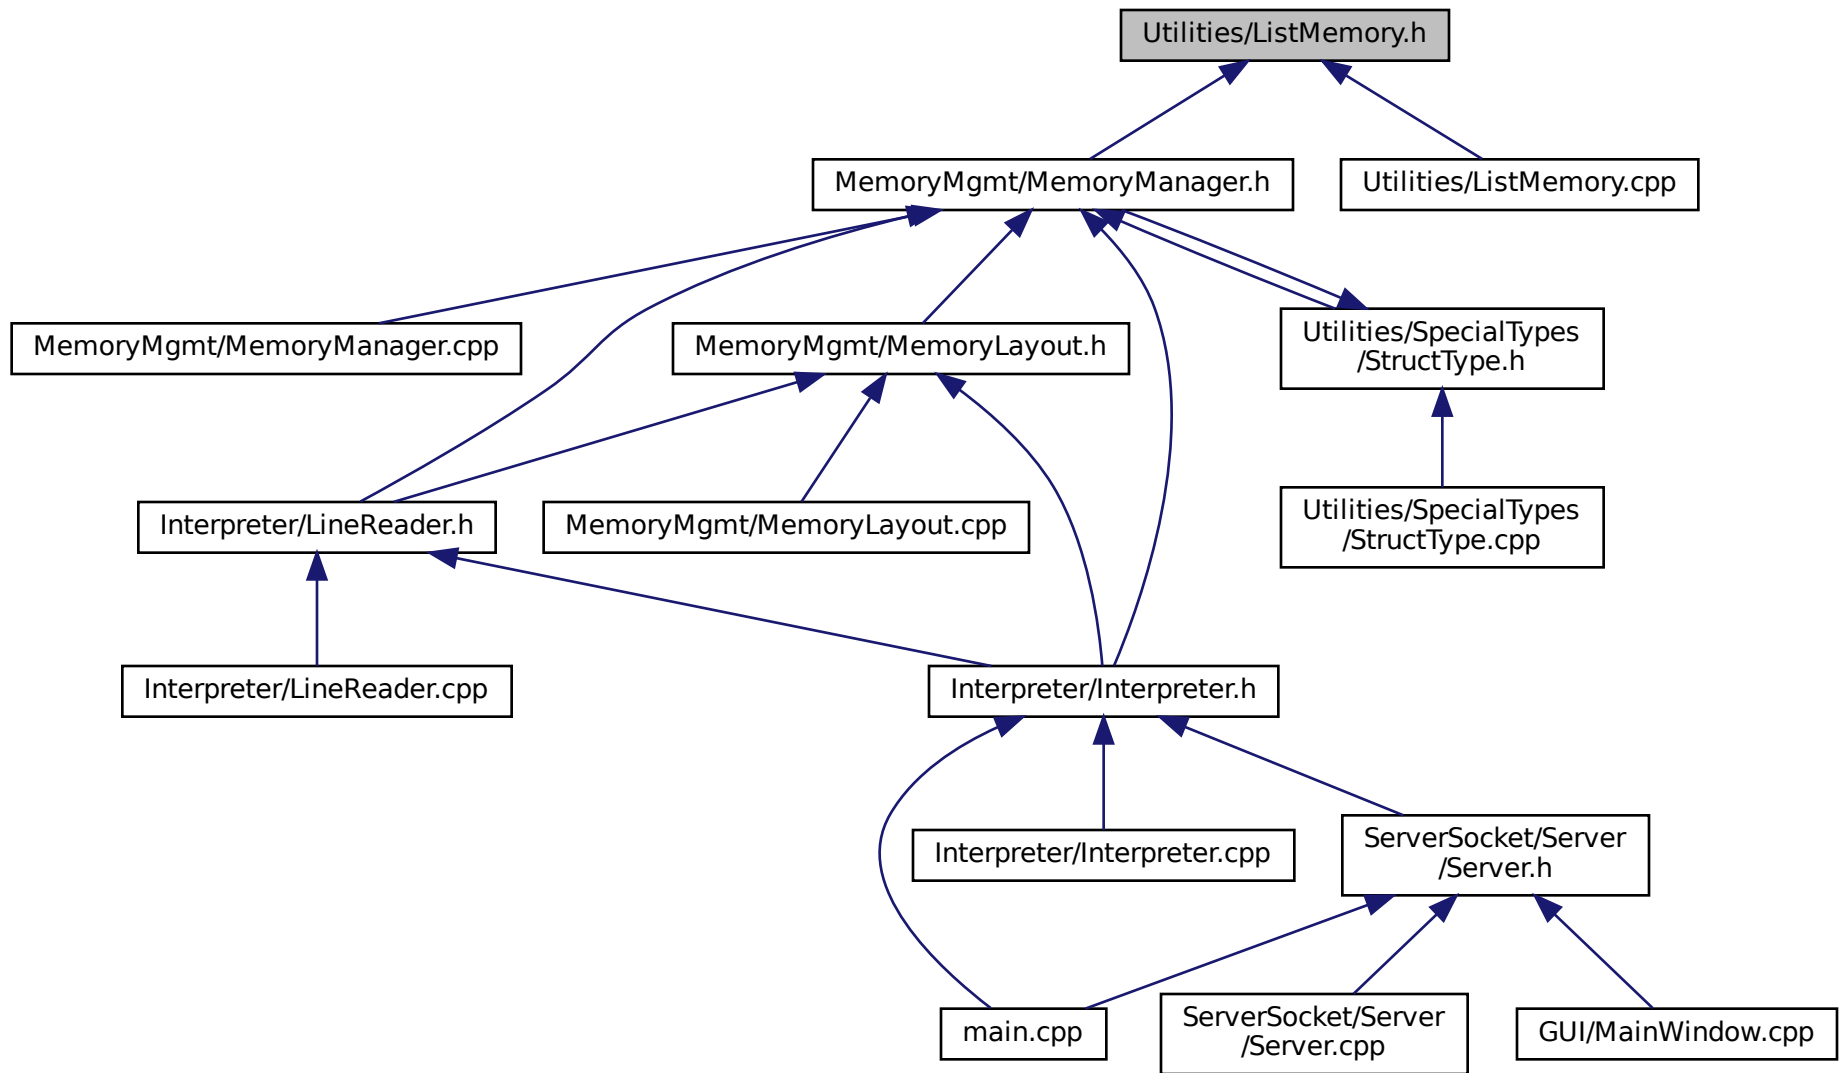 Utilities/ListMemory.h
MemoryMgmt/MemoryManager.h
Utilities/ListMemory.cpp
MemoryMgmt/MemoryManager.cpp
MemoryMgmt/MemoryLayout.h
Utilities/SpecialTypes
/StructType.h
Interpreter/LineReader.h
MemoryMgmt/MemoryLayout.cpp
Utilities/SpecialTypes
/StructType.cpp
Interpreter/LineReader.cpp
Interpreter/Interpreter.h
Interpreter/Interpreter.cpp
ServerSocket/Server
/Server.h
main.cpp
ServerSocket/Server
/Server.cpp
GUI/MainWindow.cpp